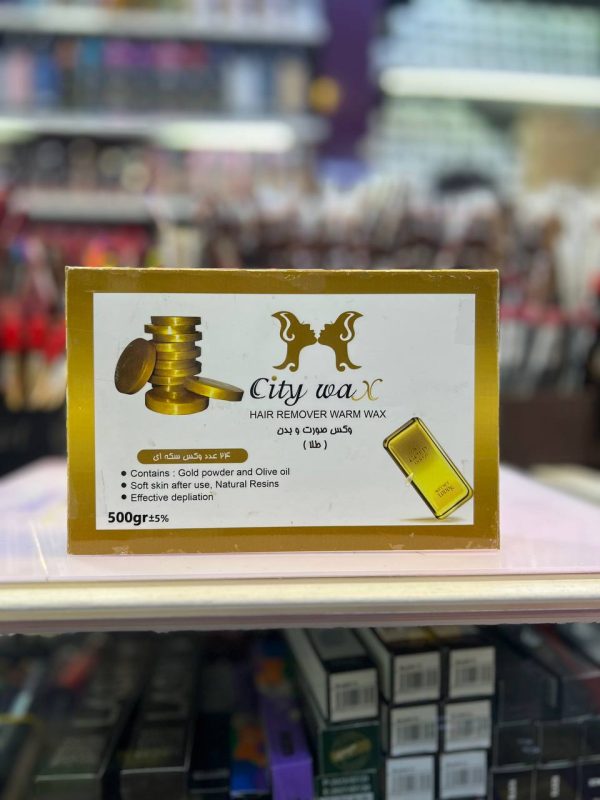 City wax
HAIR REMOVER WARM WAX
وکس صورت و بدن
( طلا )
۲۴ عدد وکس سکه ای
Contains : Gold powder and Olive oil
Soft skin after use, Natural Resins
Effective depliation
500gr±5%